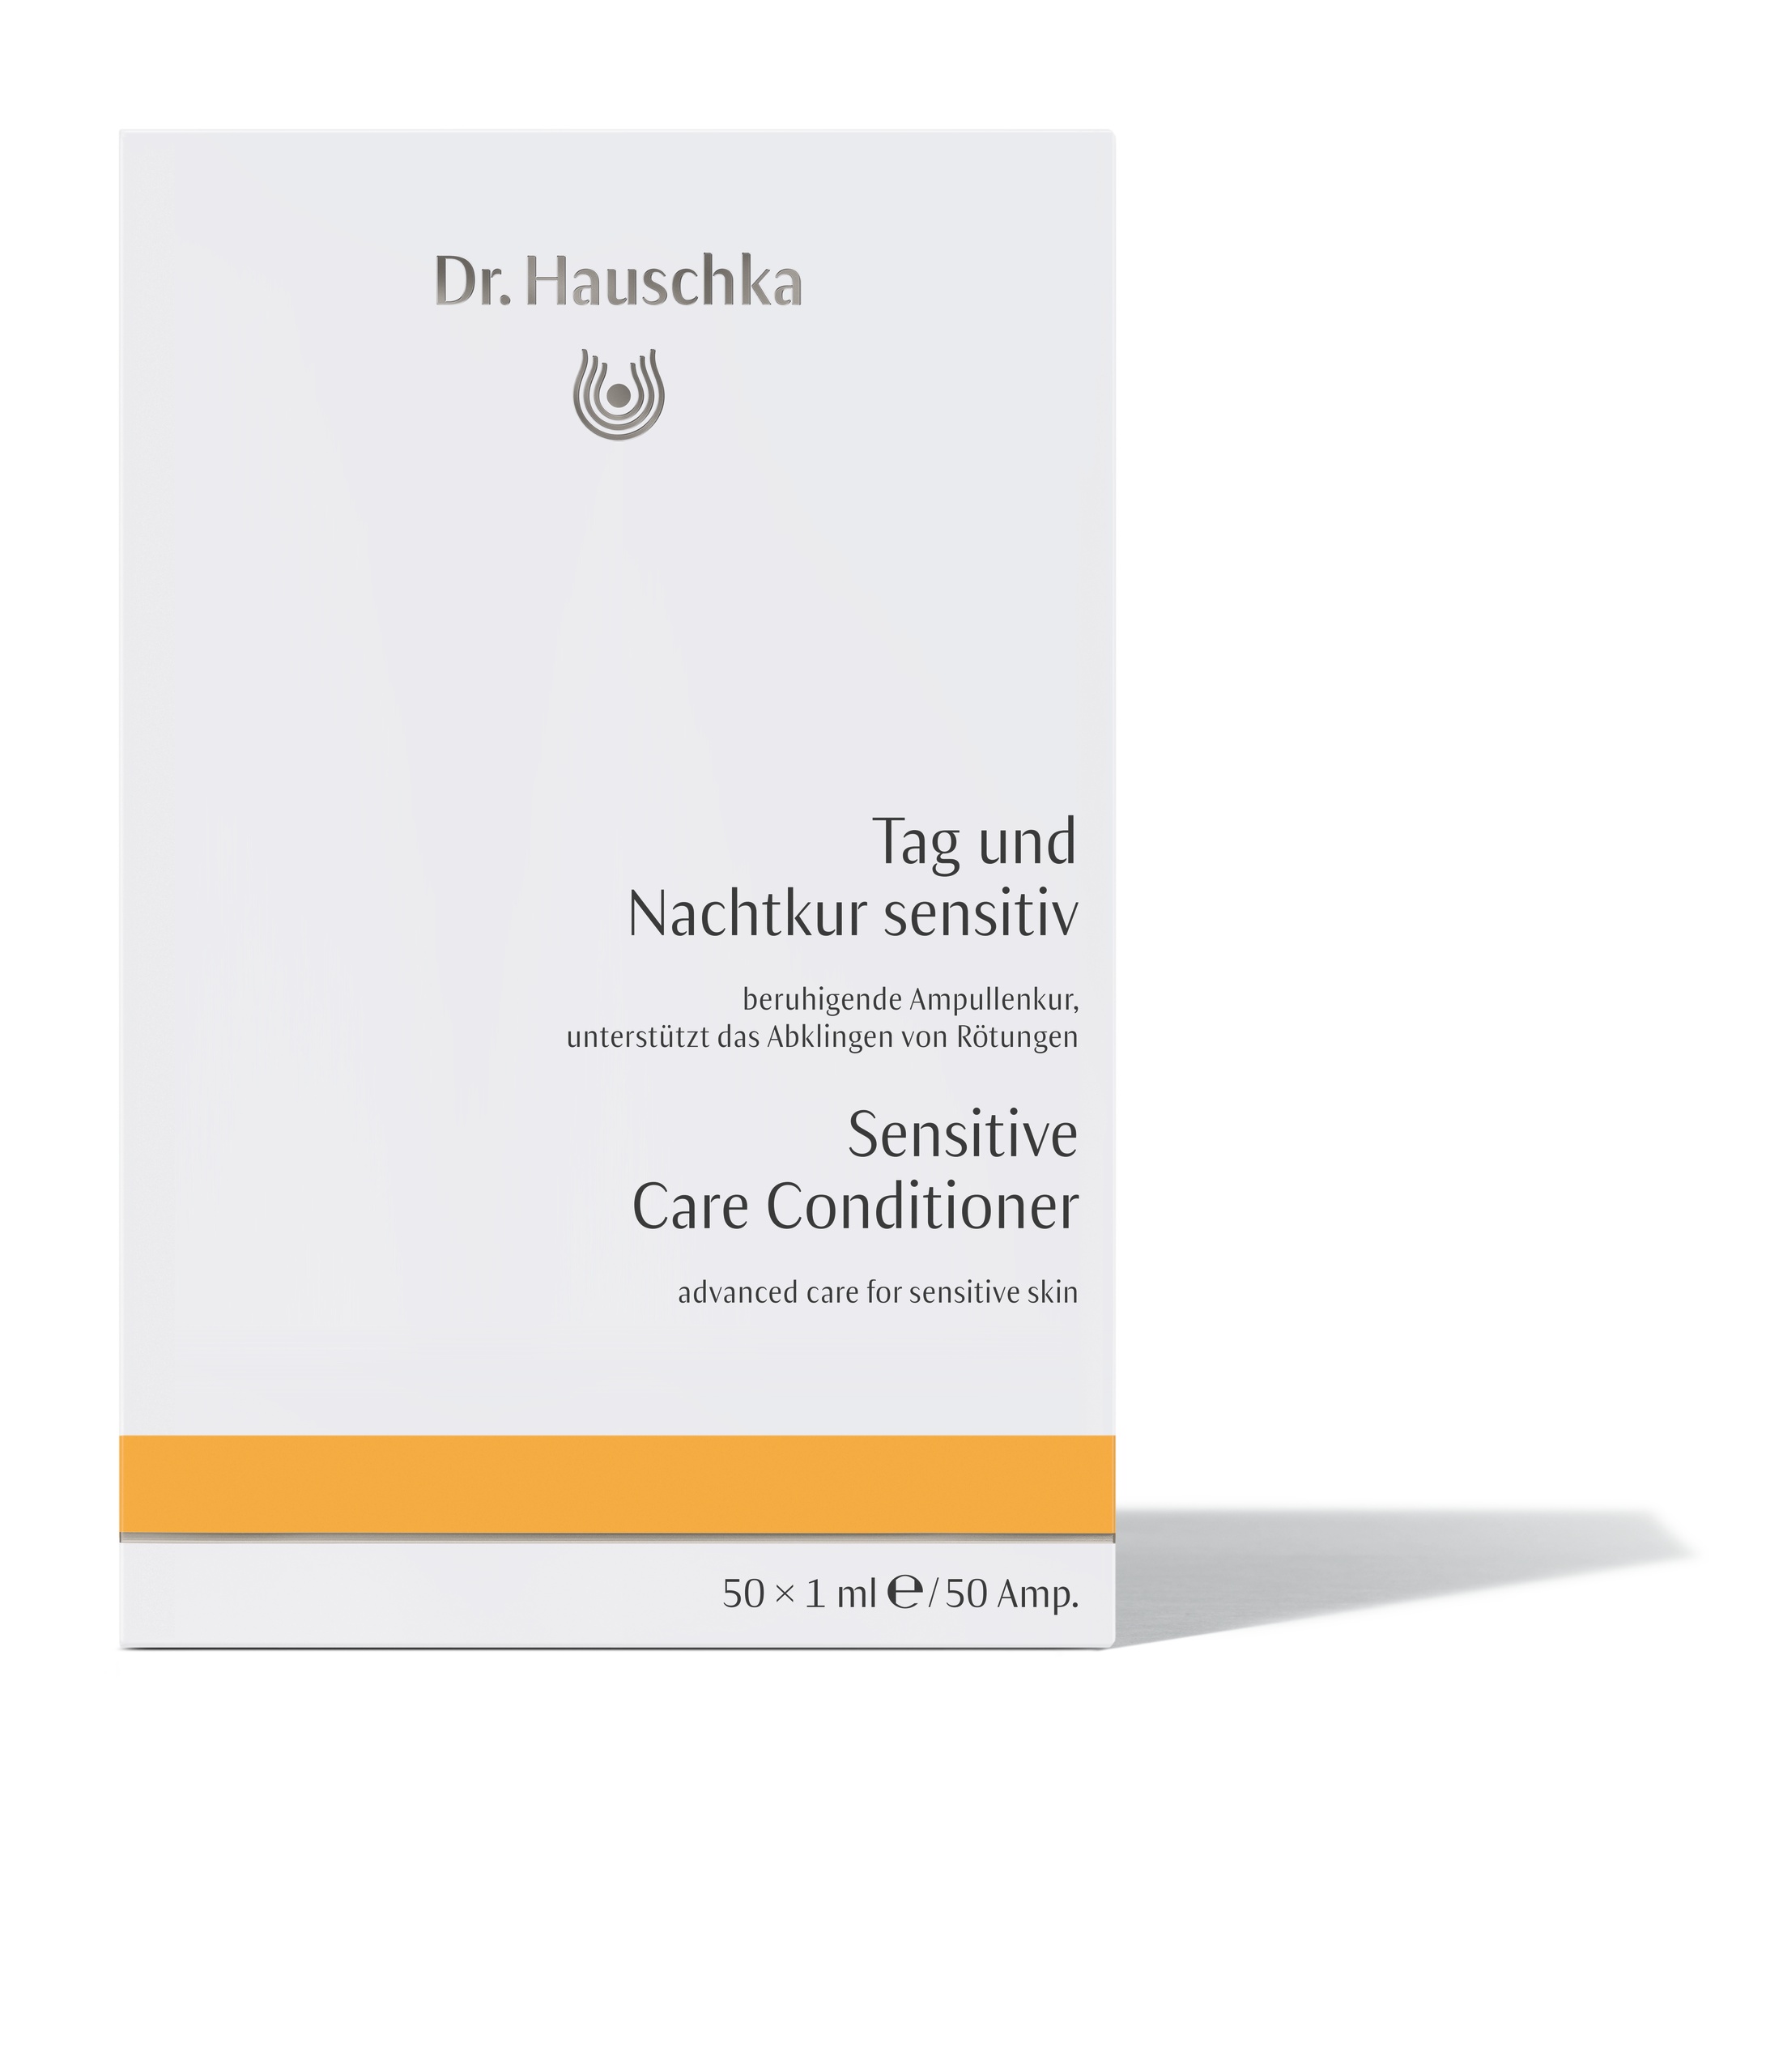 Dr. Hauschka
Tag und
Nachtkur sensitiv
beruhigende Ampullenkur,
unterstützt das Abklingen von Rötungen
Sensitive
Care Conditioner
advanced care for sensitive skin
50 × 1 ml ℮ / 50 Amp.